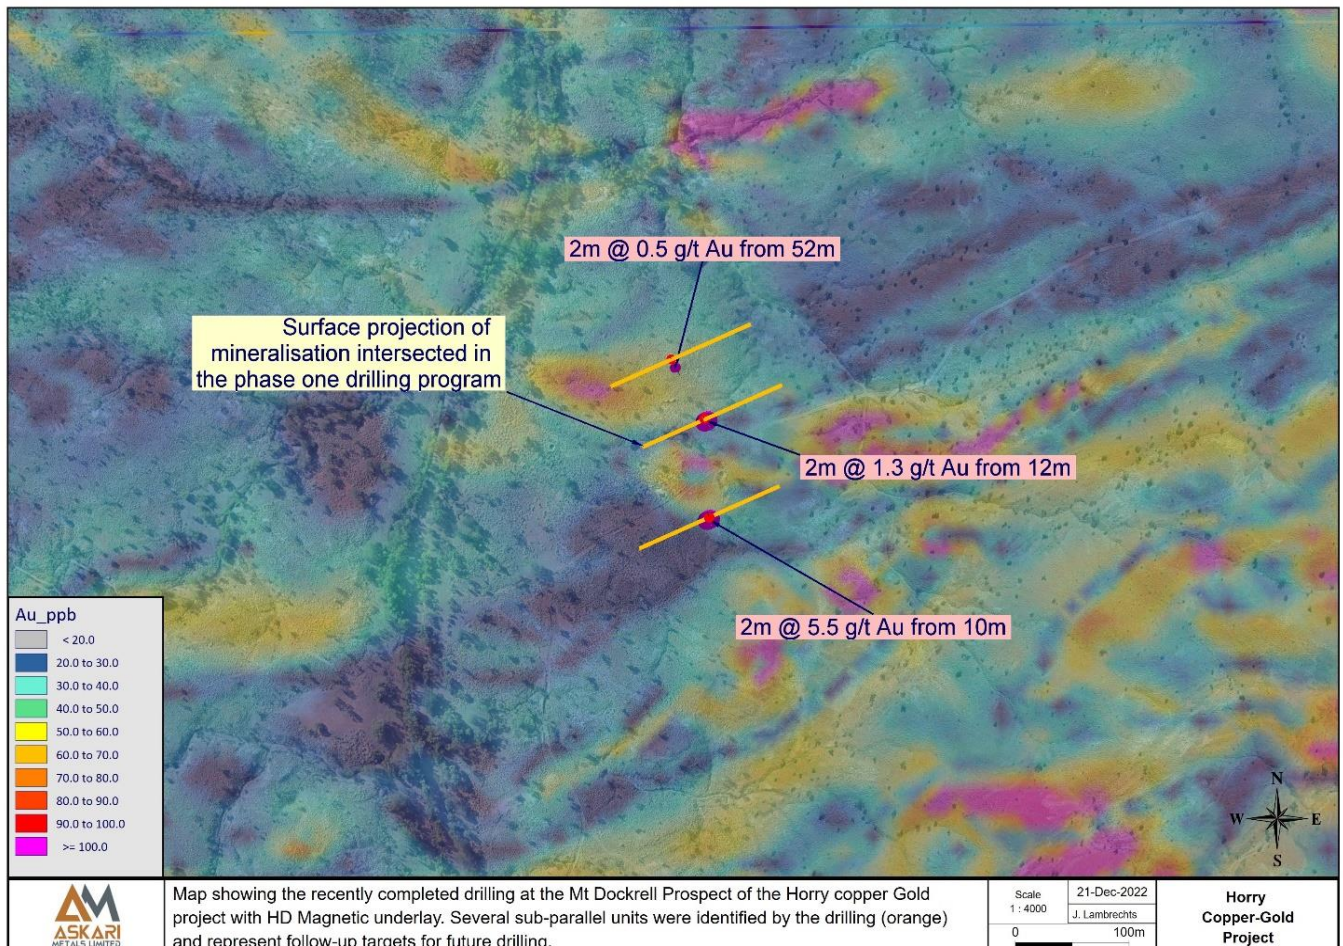 2m @ 0.5 g/t Au from 52m
Surface projection of
mineralisation intersected in
the phase one drilling program
2m @ 1.3 g/t Au from 12m
2m @ 5.5 g/t Au from 10m
Au_ppb
< 20.0
20.0 to 30.0
30.0 to 40.0
40.0 to 50.0
50.0 to 60.0
60.0 to 70.0
70.0 to 80.0
80.0 to 90.0
90.0 to 100.0
>= 100.0
N
W E
S
AM
ASKARI
METALS LIMITED
Map showing the recently completed drilling at the Mt Dockrell Prospect of the Horry copper Gold
project with HD Magnetic underlay. Several sub-parallel units were identified by the drilling (orange)
and represent follow-up targets for future drilling.
Scale
1 : 4000
21-Dec-2022
J. Lambrechts
0 100m
Horry
Copper-Gold
Project